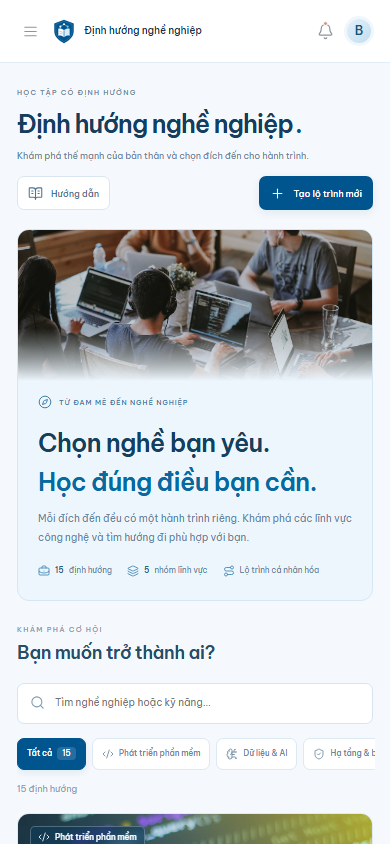 Định hướng nghề nghiệp
B
HỌC TẬP CÓ ĐỊNH HƯỚNG
Định hướng nghề nghiệp.
Khám phá thế mạnh của bản thân và chọn đích đến cho hành trình.
Hướng dẫn
Tạo lộ trình mới
TỪ ĐAM MÊ ĐẾN NGHỀ NGHIỆP
Chọn nghề bạn yêu.
Học đúng điều bạn cần.
Mỗi đích đến đều có một hành trình riêng. Khám phá các lĩnh vực
công nghệ và tìm hướng đi phù hợp với bạn.
15 định hướng 5 nhóm lĩnh vực Lộ trình cá nhân hóa
KHÁM PHÁ CƠ HỘI
Bạn muốn trở thành ai?
Tìm nghề nghiệp hoặc kỹ năng...
Tất cả 15 Phát triển phần mềm Dữ liệu & AI Hạ tầng & b
15 định hướng
Phát triển phần mềm